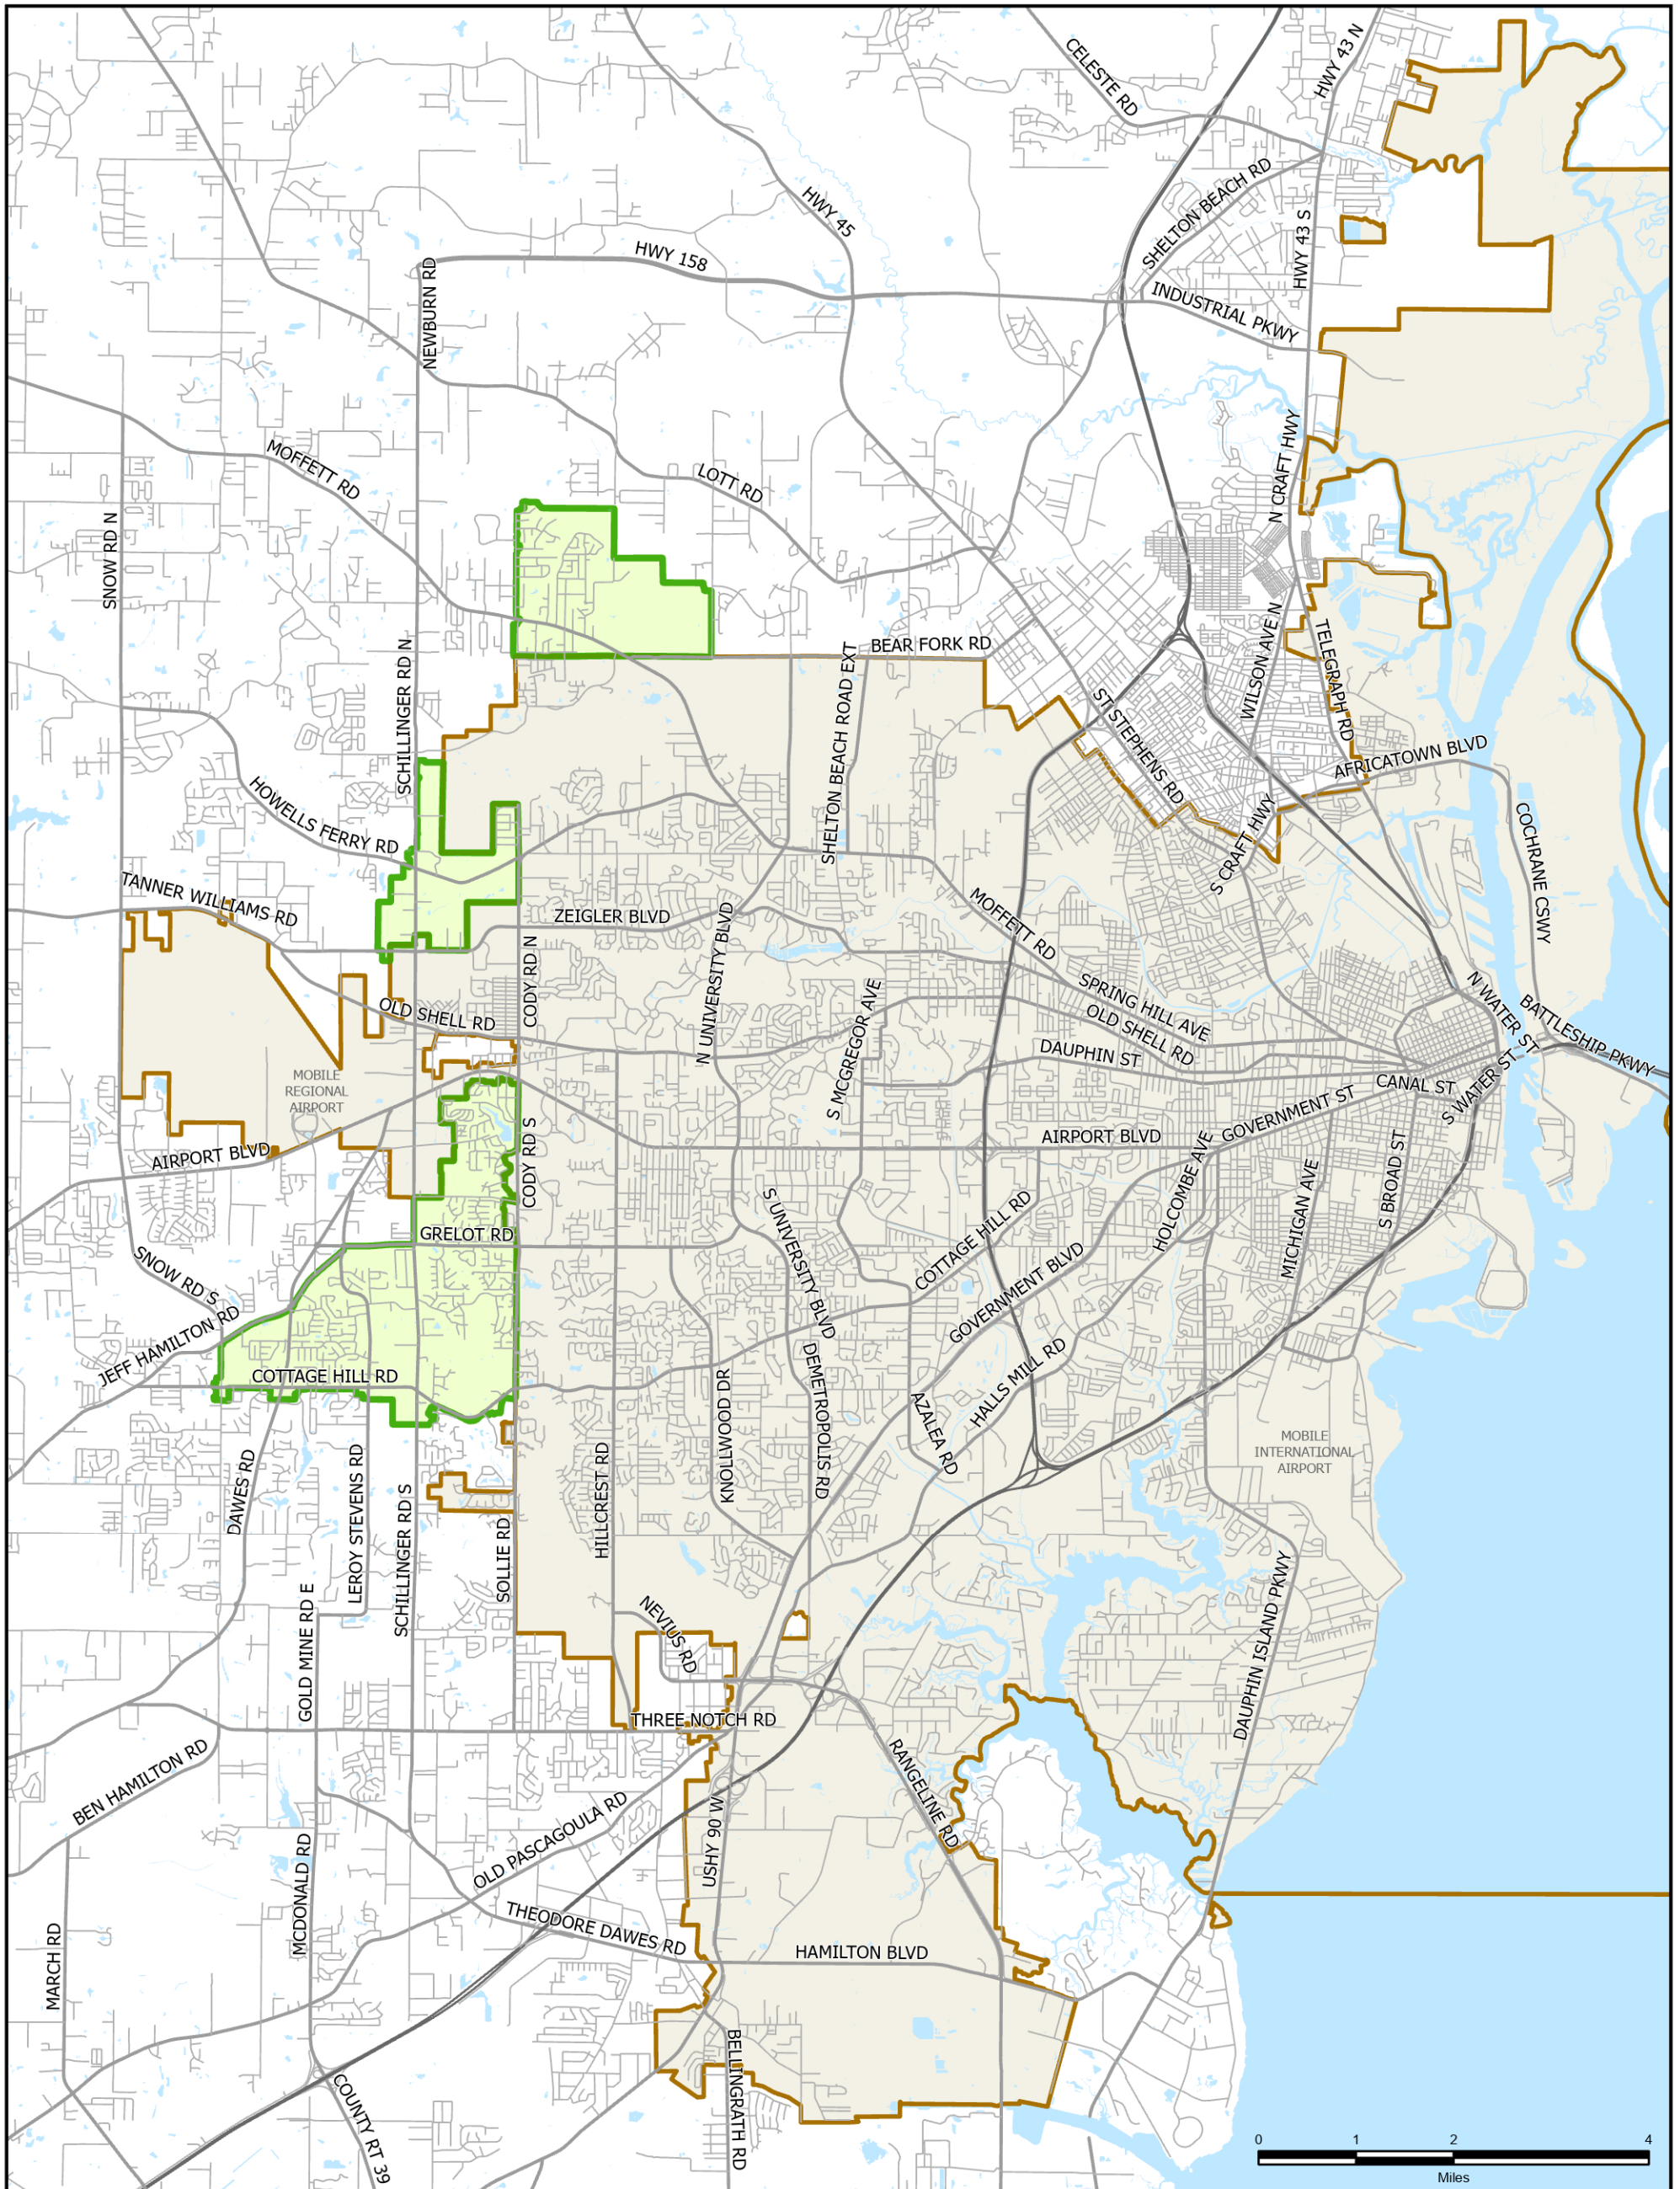 CELESTE RD
HWY 43 N
SHELTON BEACH RD
HWY 45
HWY 43 S
HWY 158
NEWBURN RD
INDUSTRIAL PKWY
MOFFETT RD
LOTT RD
N CRAFT HWY
SNOW RD N
BEAR FORK RD
WILSON AVE N
TELEGRAPH RD
SCHILLINGER RD N
SHELTON BEACH ROAD EXT
ST STEPHENS RD
AFRICATOWN BLVD
HOWELLS FERRY RD
S CRAFT HWY
COCHRANE CSWY
TANNER WILLIAMS RD
ZEIGLER BLVD
MOFFETT RD
CODY RD N
N UNIVERSITY BLVD
OLD SHELL RD
S MCGREGOR AVE
SPRING HILL AVE
OLD SHELL RD
N WATER ST
BATTLESHIP PKWY
DAUPHIN ST
MOBILE
REGIONAL
AIRPORT
CANAL ST
S WATER ST
GOVERNMENT ST
AIRPORT BLVD
AIRPORT BLVD
CODY RD S
HOLCOMBE AVE
MICHIGAN AVE
S BROAD ST
GRELOT RD
S UNIVERSITY BLVD
COTTAGE HILL RD
SNOW RD S
GOVERNMENT BLVD
JEFF HAMILTON RD
COTTAGE HILL RD
KNOLLWOOD DR
DEMETROPOLIS RD
HALLS MILL RD
AZALEA RD
MOBILE
INTERNATIONAL
AIRPORT
DAWES RD
LEROY STEVENS RD
SCHILLINGER RD S
HILLCREST RD
SOLLIE RD
GOLD MINE RD E
NEVIUS RD
DAUPHIN ISLAND PKWY
THREE NOTCH RD
BEN HAMILTON RD
RANGELINE RD
OLD PASCAGOULA RD
USHY 90 W
MCDONALD RD
THEODORE DAWES RD
HAMILTON BLVD
MARCH RD
BELLINGRATH RD
COUNTY RT 39
0 1 2 4
Miles